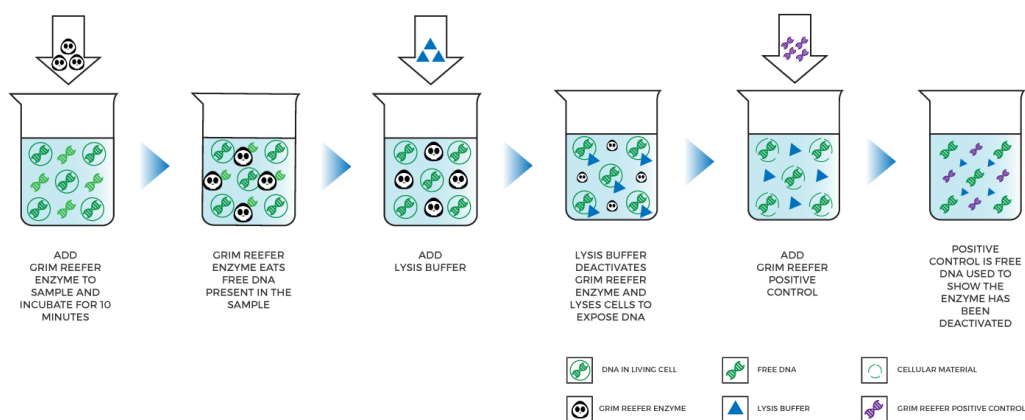 ADD
GRIM REEFER
ENZYME TO
SAMPLE AND
INCUBATE FOR 10
MINUTES
GRIM REEFER
ENZYME EATS
FREE DNA
PRESENT IN THE
SAMPLE
ADD
LYSIS BUFFER
LYSIS BUFFER
DEACTIVATES
GRIM REEFER
ENZYME AND
LYSES CELLS TO
EXPOSE DNA
ADD
GRIM REEFER
POSITIVE
CONTROL
POSITIVE
CONTROL IS FREE
DNA USED TO
SHOW THE
ENZYME HAS
BEEN
DEACTIVATED
DNA IN LIVING CELL
FREE DNA
CELLULAR MATERIAL
GRIM REEFER ENZYME
LYSIS BUFFER
GRIM REEFER POSITIVE CONTROL